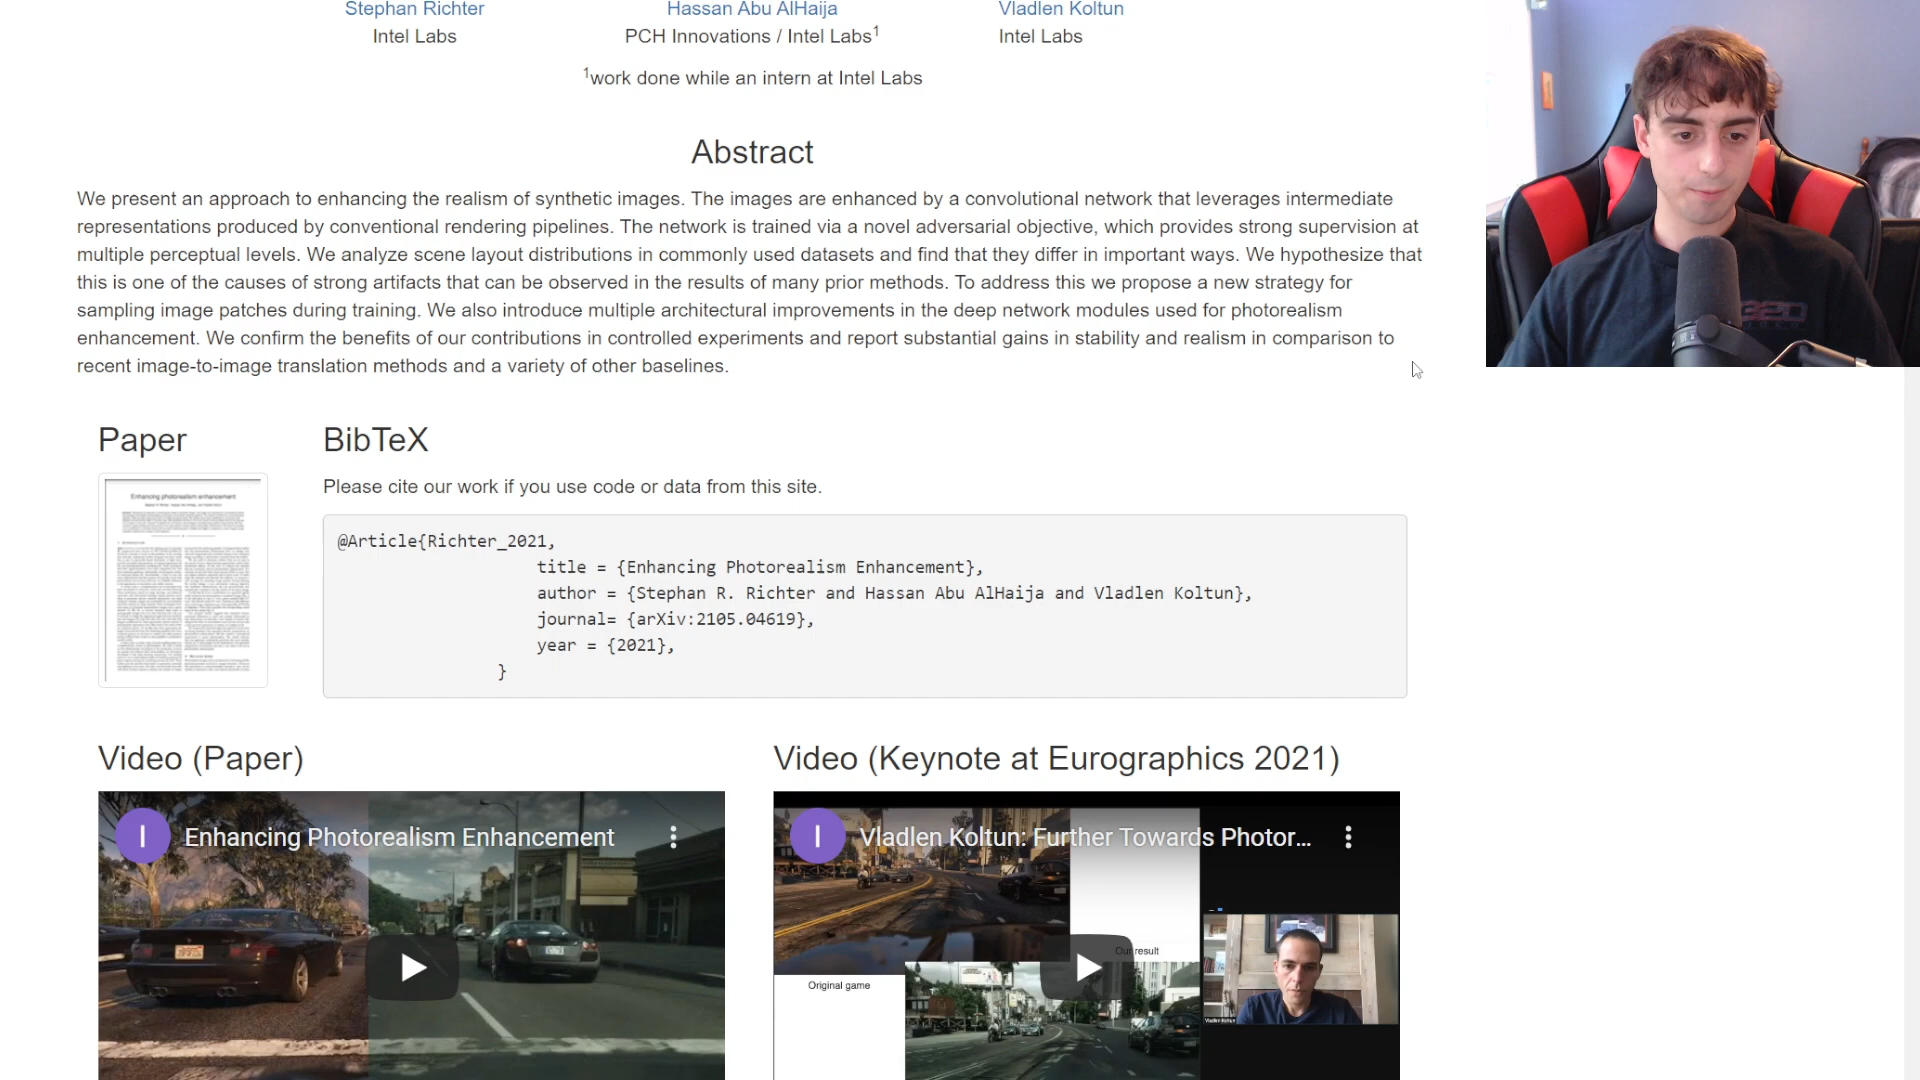 Stephan Richter
Hassan Abu AlHaija
Vladlen Koltun
Intel Labs
PCH Innovations / Intel Labs¹
Intel Labs
¹work done while an intern at Intel Labs
Abstract
We present an approach to enhancing the realism of synthetic images. The images are enhanced by a convolutional network that leverages intermediate
representations produced by conventional rendering pipelines. The network is trained via a novel adversarial objective, which provides strong supervision at
multiple perceptual levels. We analyze scene layout distributions in commonly used datasets and find that they differ in important ways. We hypothesize that
this is one of the causes of strong artifacts that can be observed in the results of many prior methods. To address this we propose a new strategy for
sampling image patches during training. We also introduce multiple architectural improvements in the deep network modules used for photorealism
enhancement. We confirm the benefits of our contributions in controlled experiments and report substantial gains in stability and realism in comparison to
recent image-to-image translation methods and a variety of other baselines.
Paper
Enhancing photorealism enhancement
BibTeX
Please cite our work if you use code or data from this site.
@Article{Richter_2021,
title = {Enhancing Photorealism Enhancement},
author = {Stephan R. Richter and Hassan Abu AlHaija and Vladlen Koltun},
journal= {arXiv:2105.04619},
year = {2021},
}
Video (Paper)
I
Enhancing Photorealism Enhancement
Video (Keynote at Eurographics 2021)
I
Vladlen Koltun: Further Towards Photor...
Our result
Original game
Vladlen Koltun